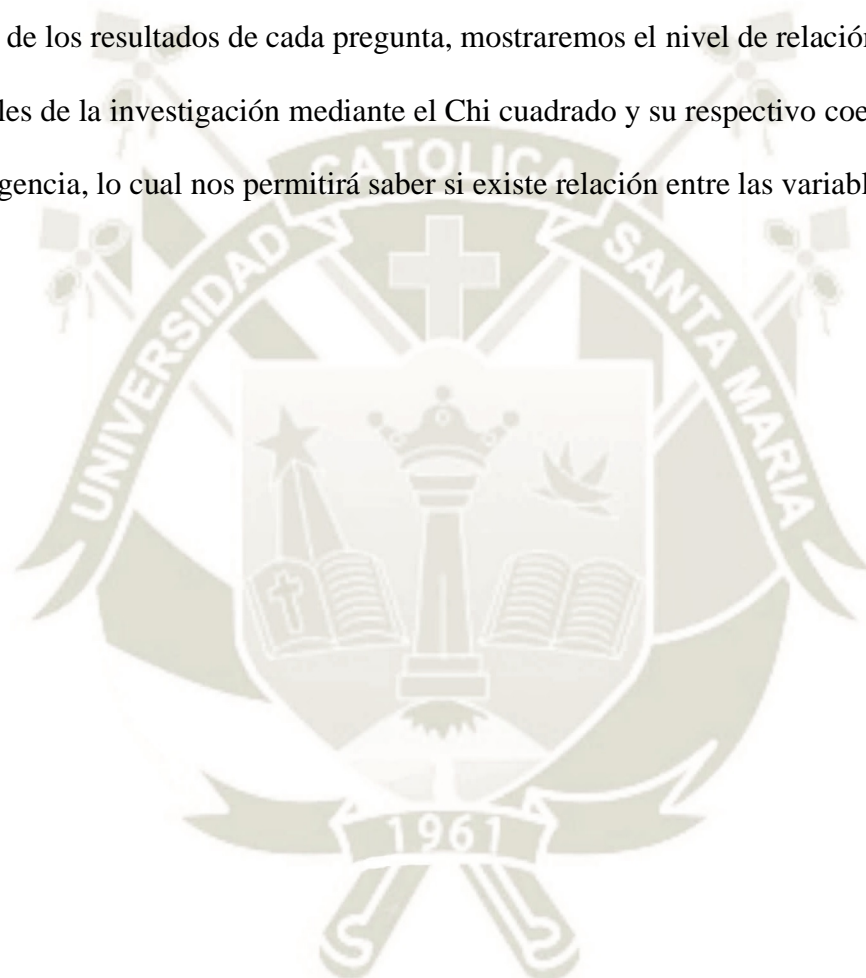 de los resultados de cada pregunta, mostraremos el nivel de relación
les de la investigación mediante el Chi cuadrado y su respectivo coe
gencia, lo cual nos permitirá saber si existe relación entre las variabl
CATOLICA
UNIVERSIDAD
SANTA MARIA
1961